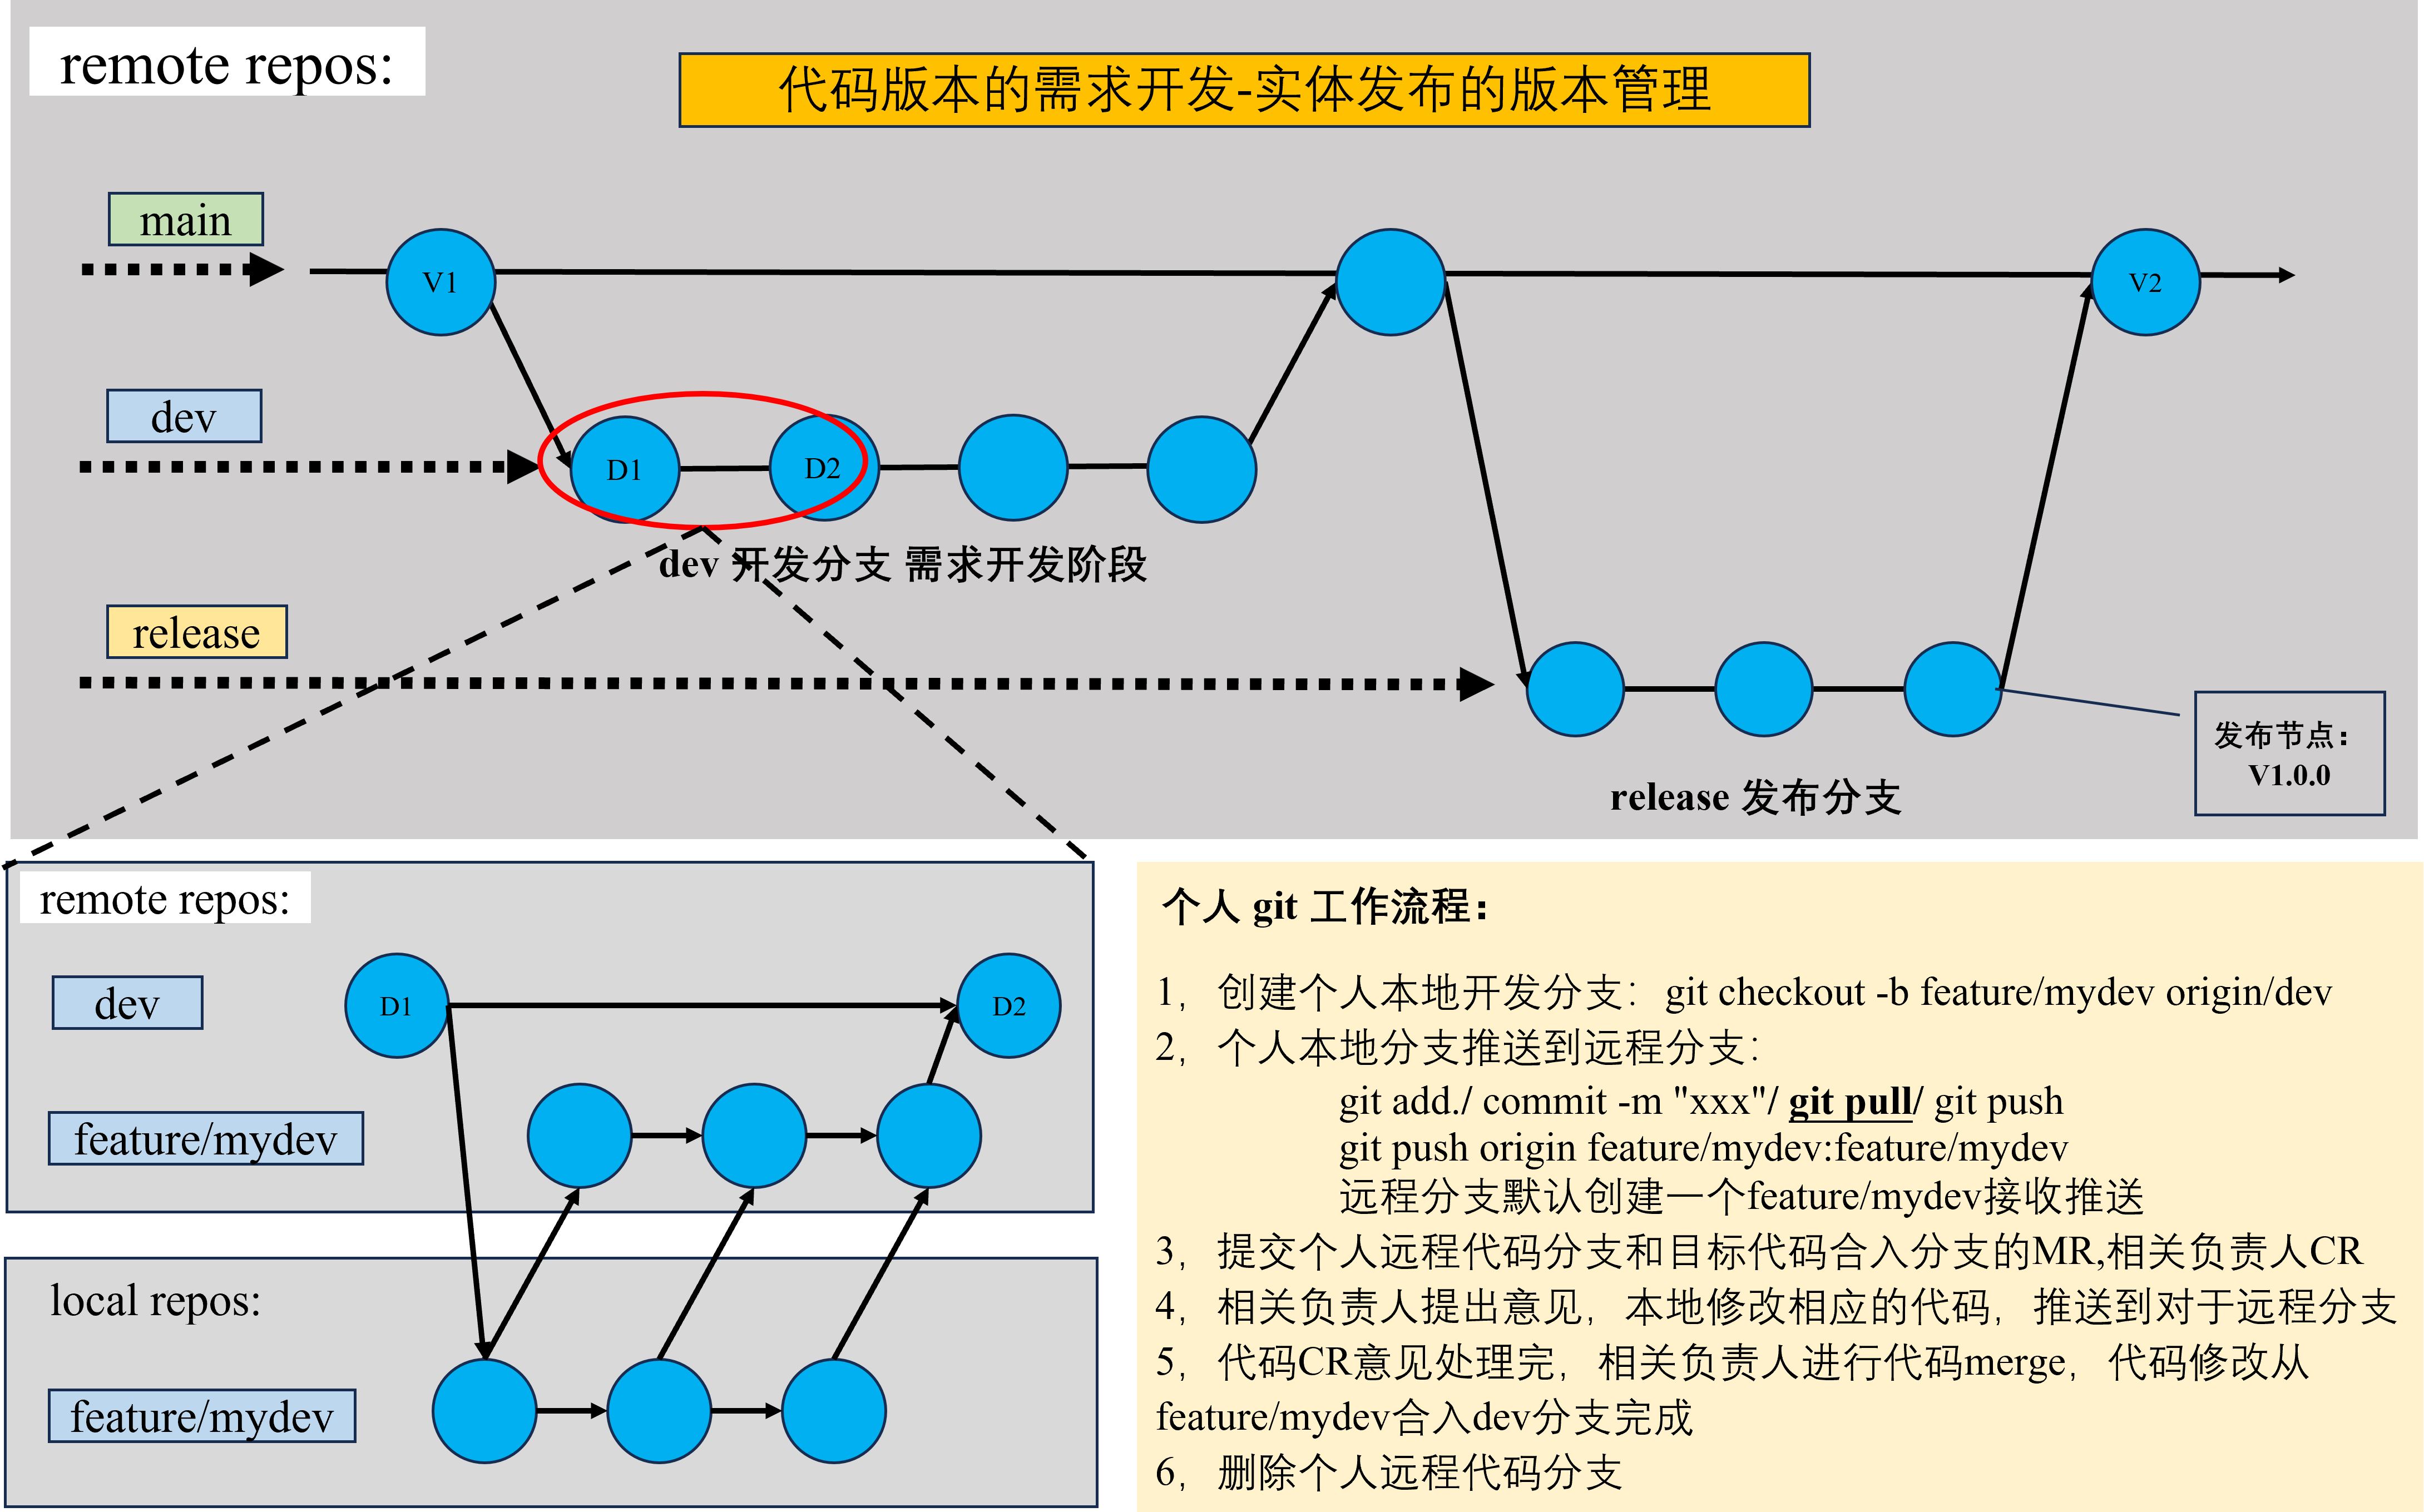 remote repos:
代码版本的需求开发-实体发布的版本管理
main
V1
V2
dev
D1
D2
dev 开发分支 需求开发阶段
release
发布节点：
V1.0.0
release 发布分支
remote repos:
dev
D1
D2
feature/mydev
local repos:
feature/mydev
个人 git 工作流程：
1，创建个人本地开发分支：git checkout -b feature/mydev origin/dev
2，个人本地分支推送到远程分支：
git add./ commit -m "xxx"/ git pull/ git push
git push origin feature/mydev:feature/mydev
远程分支默认创建一个feature/mydev接收推送
3，提交个人远程代码分支和目标代码合入分支的MR,相关负责人CR
4，相关负责人提出意见，本地修改相应的代码，推送到对于远程分支
5，代码CR意见处理完，相关负责人进行代码merge，代码修改从
feature/mydev合入dev分支完成
6，删除个人远程代码分支